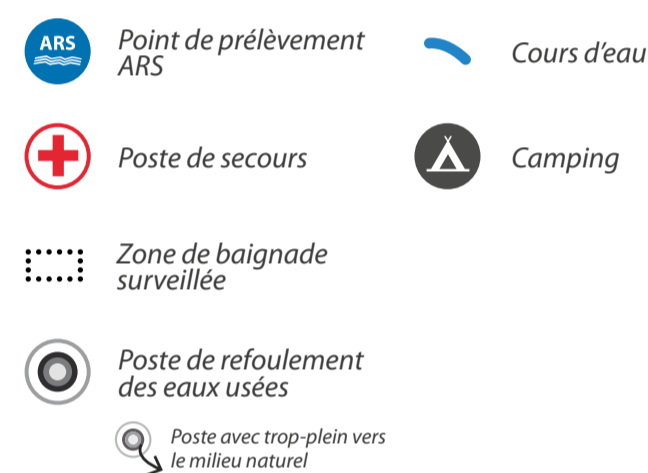 ARS
Point de prélèvement
ARS
Cours d'eau
Poste de secours
Camping
Zone de baignade
surveillée
Poste de refoulement
des eaux usées
Poste avec trop-plein vers
le milieu naturel